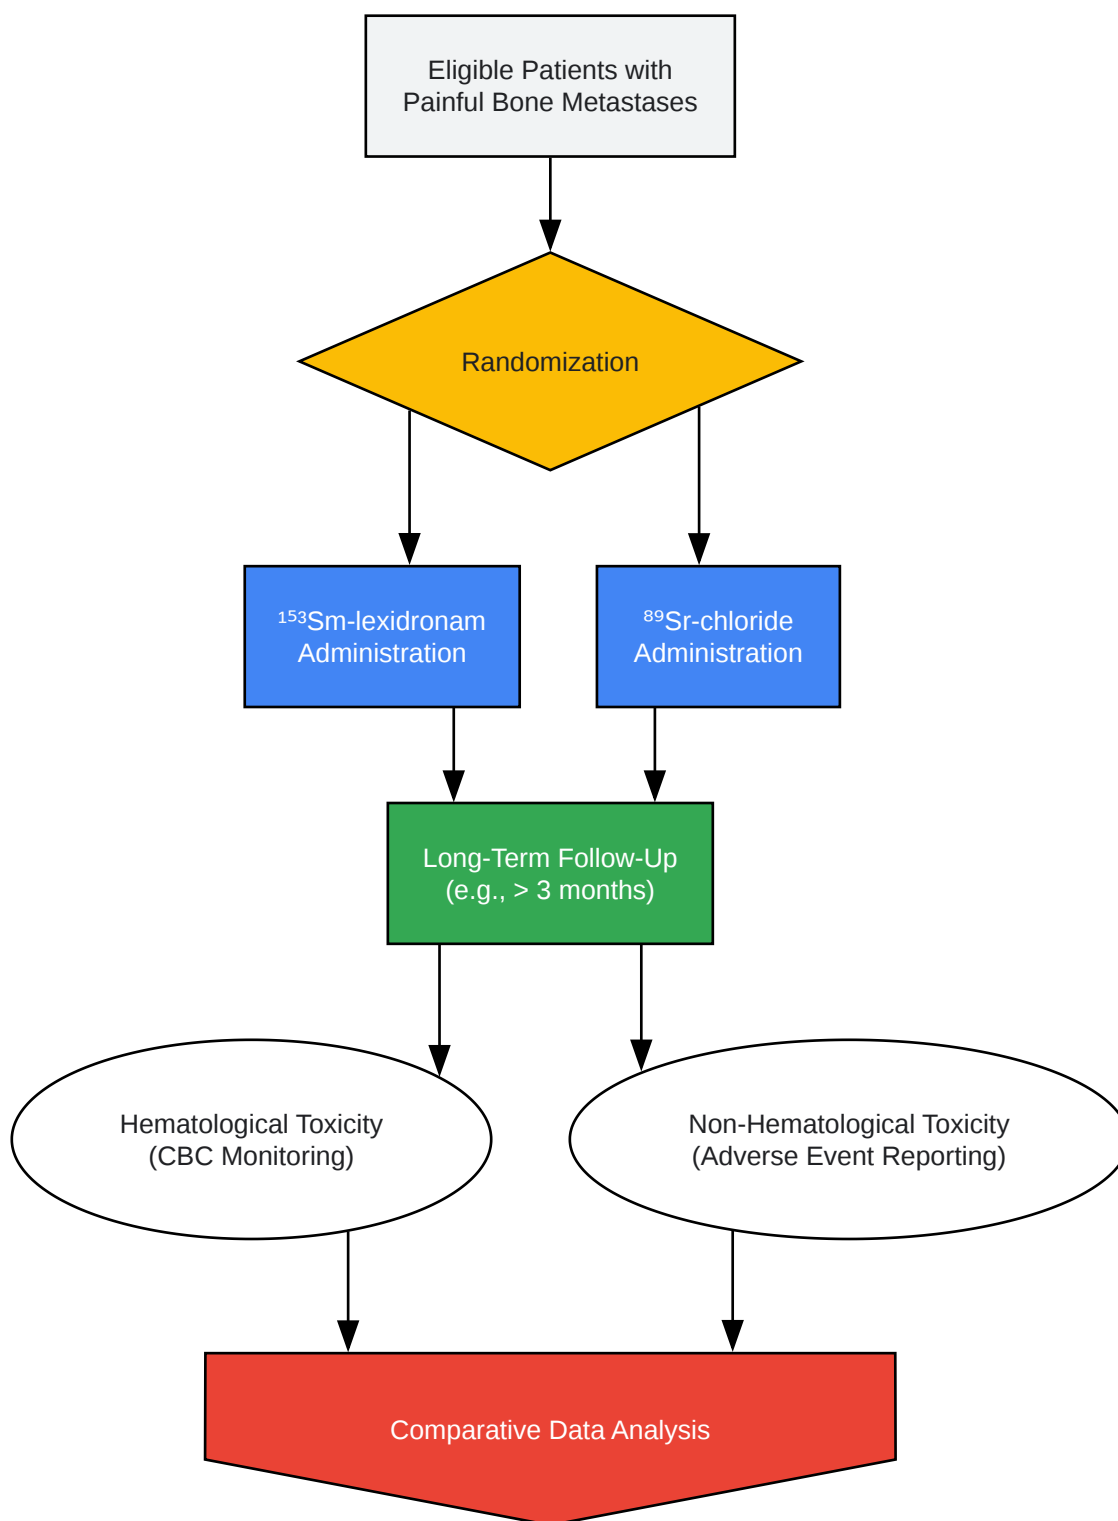 Eligible Patients with
Painful Bone Metastases
Randomization
¹⁵³Sm-lexidronam
Administration
⁸⁹Sr-chloride
Administration
Long-Term Follow-Up
(e.g., > 3 months)
Hematological Toxicity
(CBC Monitoring)
Non-Hematological Toxicity
(Adverse Event Reporting)
Comparative Data Analysis